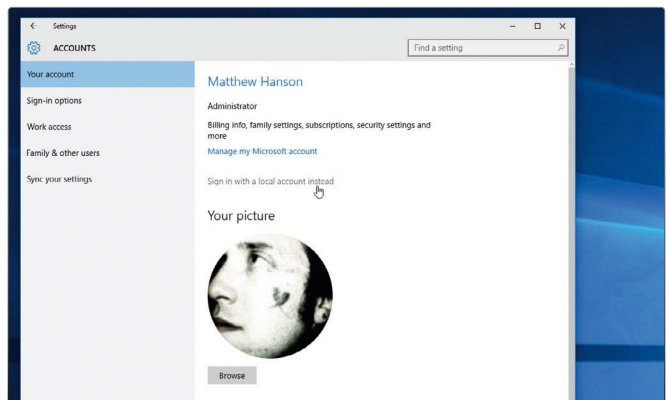 Settings
ACCOUNTS
Find a setting
Your account
Sign-in options
Work access
Family & other users
Sync your settings
Matthew Hanson
Administrator
Billing info, family settings, subscriptions, security settings and
more
Manage my Microsoft account
Sign in with a local account instead
Your picture
Browse